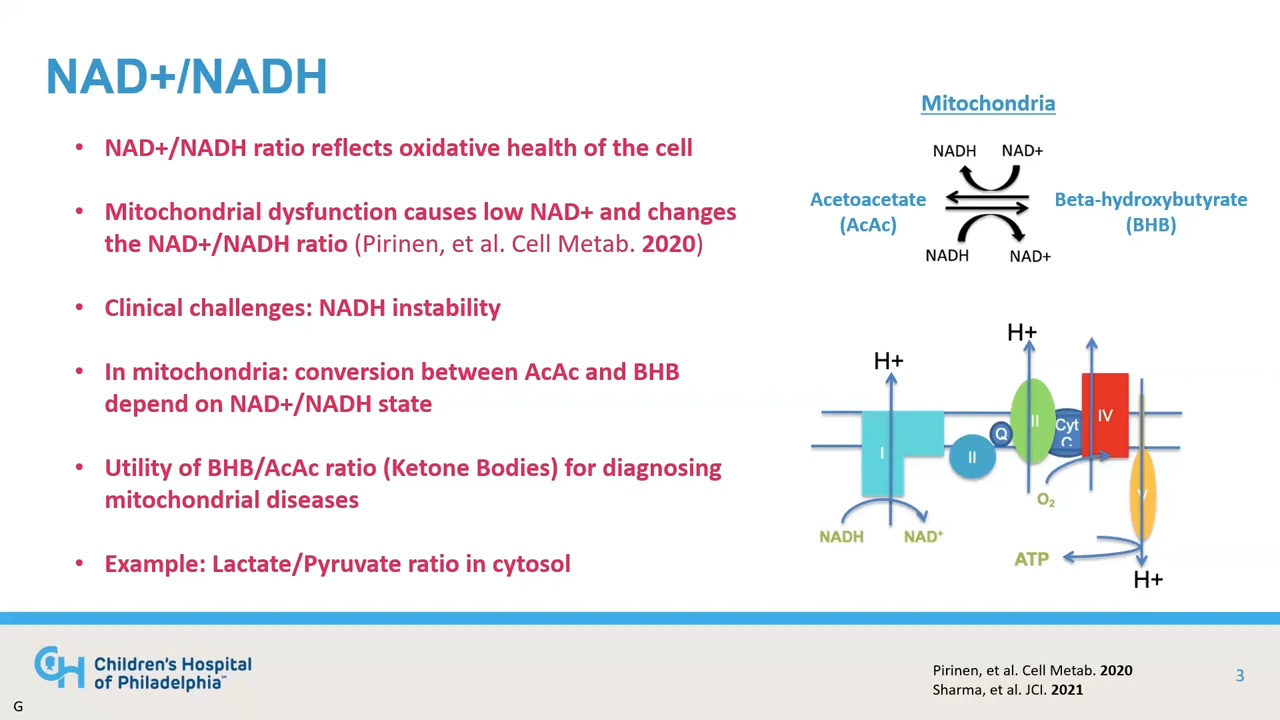 NAD+/NADH
• NAD+/NADH ratio reflects oxidative health of the cell
• Mitochondrial dysfunction causes low NAD+ and changes
the NAD+/NADH ratio (Pirinen, et al. Cell Metab. 2020)
• Clinical challenges: NADH instability
• In mitochondria: conversion between AcAc and BHB
depend on NAD+/NADH state
• Utility of BHB/AcAc ratio (Ketone Bodies) for diagnosing
mitochondrial diseases
• Example: Lactate/Pyruvate ratio in cytosol
Mitochondria
NADH NAD+
Acetoacetate
(AcAc)
Beta-hydroxybutyrate
(BHB)
NADH NAD+
H+
H+
I
II
Q
II
Cyt
C
IV
V
O₂
NADH NAD⁺
ATP
H+
Children's Hospital
of Philadelphia
Pirinen, et al. Cell Metab. 2020
Sharma, et al. JCI. 2021
3
G